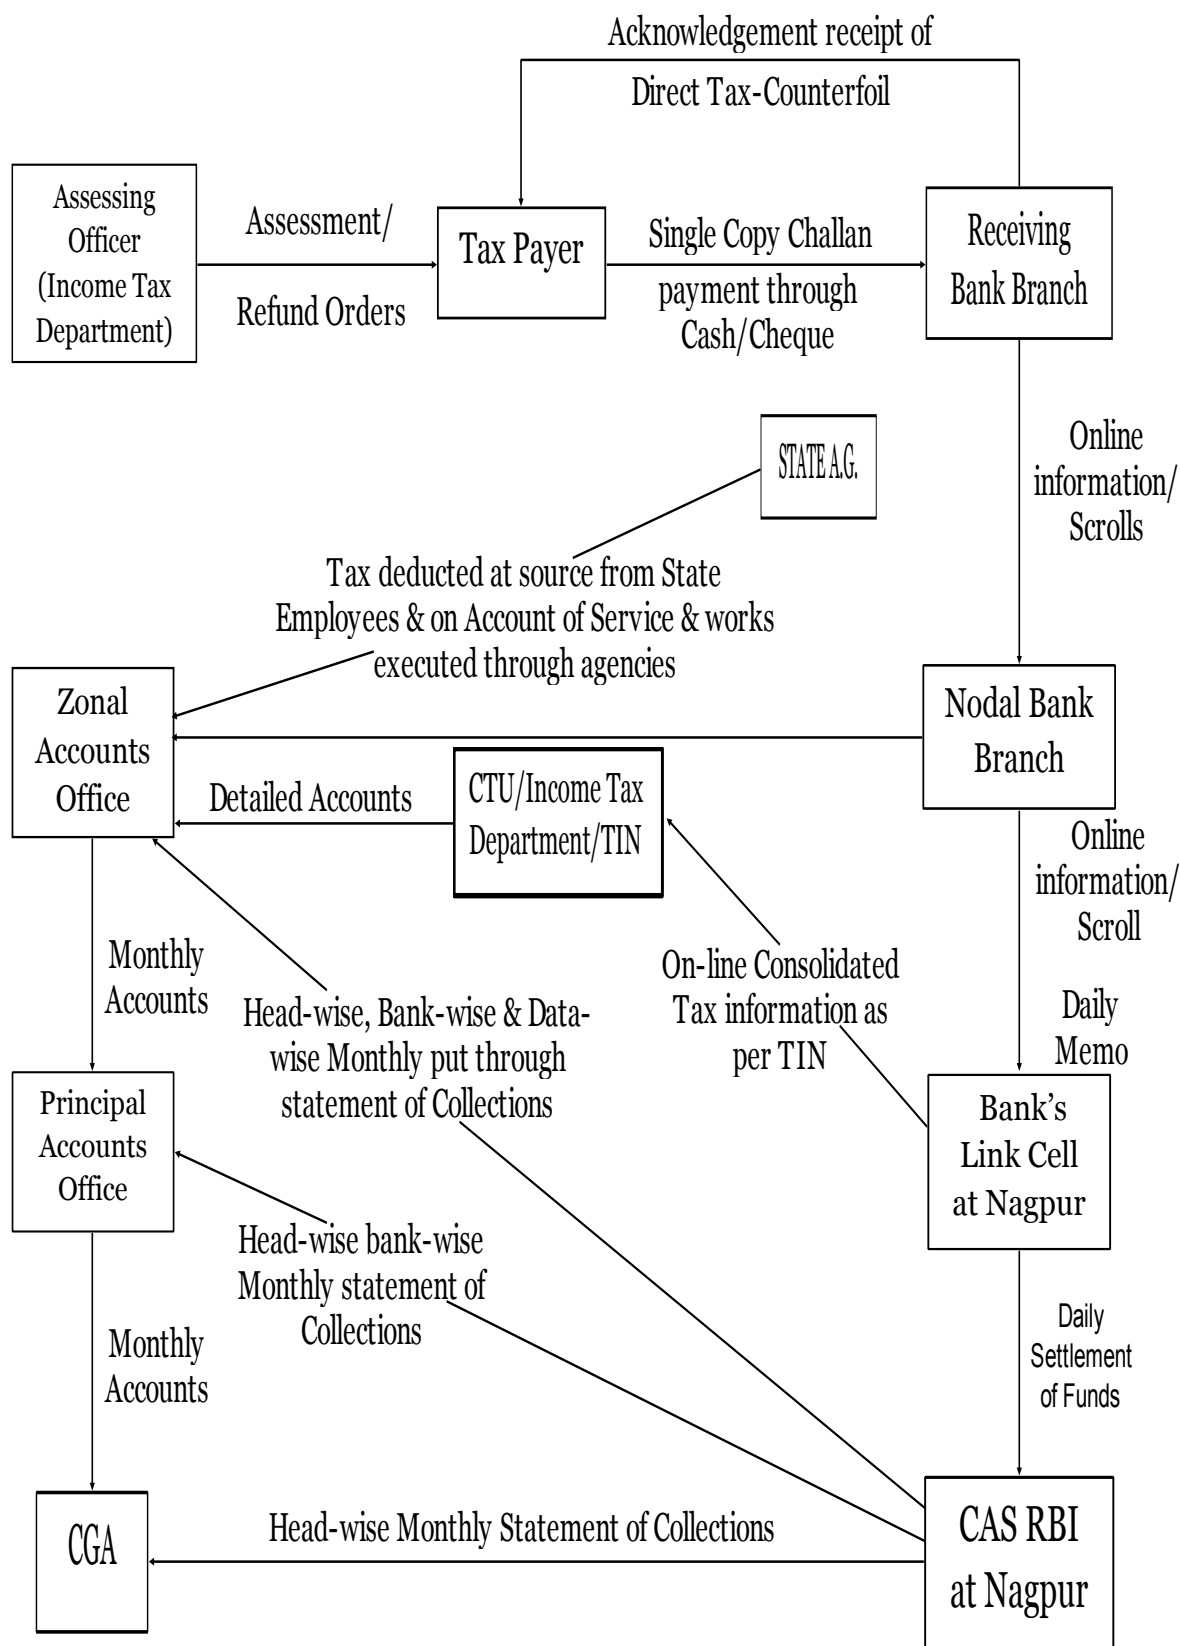 Acknowledgement receipt of
Direct Tax-Counterfoil
Assessing
Officer
(Income Tax
Department)
Assessment/
Refund Orders
Tax Payer
Single Copy Challan
payment through
Cash/Cheque
Receiving
Bank Branch
STATE A.G.
Online
information/
Scrolls
Tax deducted at source from State
Employees & on Account of Service & works
executed through agencies
Zonal
Accounts
Office
Nodal Bank
Branch
Detailed Accounts
CTU/Income Tax
Department/TIN
Online
information/
Scroll
Monthly
Accounts
Head-wise, Bank-wise & Data-
wise Monthly put through
statement of Collections
On-line Consolidated
Tax information as
per TIN
Daily
Memo
Principal
Accounts
Office
Bank’s
Link Cell
at Nagpur
Head-wise bank-wise
Monthly statement of
Collections
Monthly
Accounts
Daily
Settlement
of Funds
CGA
Head-wise Monthly Statement of Collections
CAS RBI
at Nagpur